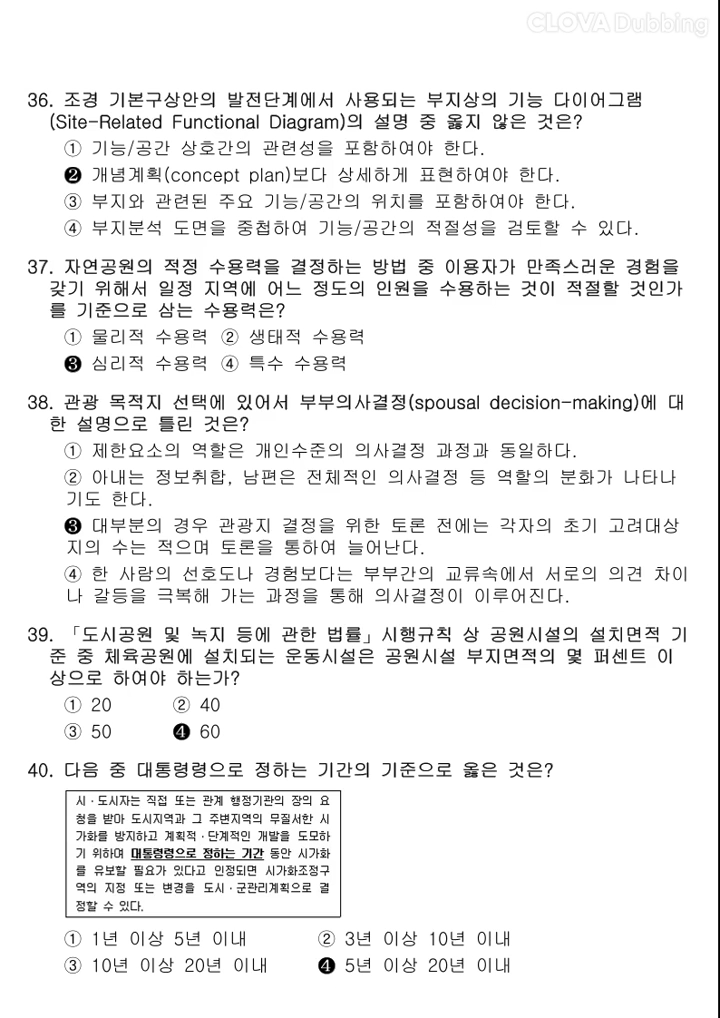 CLOVA Dubbing
36. 조경 기본구상안의 발전단계에서 사용되는 부지상의 기능 다이어그램
(Site-Related Functional Diagram)의 설명 중 옳지 않은 것은?
① 기능/공간 상호간의 관련성을 포함하여야 한다.
❷ 개념계획(concept plan)보다 상세하게 표현하여야 한다.
③ 부지와 관련된 주요 기능/공간의 위치를 포함하여야 한다.
④ 부지분석 도면을 중첩하여 기능/공간의 적절성을 검토할 수 있다.
37. 자연공원의 적정 수용력을 결정하는 방법 중 이용자가 만족스러운 경험을
갖기 위해서 일정 지역에 어느 정도의 인원을 수용하는 것이 적절할 것인가
를 기준으로 삼는 수용력은?
① 물리적 수용력 ② 생태적 수용력
❸ 심리적 수용력 ④ 특수 수용력
38. 관광 목적지 선택에 있어서 부부의사결정(spousal decision-making)에 대
한 설명으로 틀린 것은?
① 제한요소의 역할은 개인수준의 의사결정 과정과 동일하다.
② 아내는 정보취합, 남편은 전체적인 의사결정 등 역할의 분화가 나타나
기도 한다.
❸ 대부분의 경우 관광지 결정을 위한 토론 전에는 각자의 초기 고려대상
지의 수는 적으며 토론을 통하여 늘어난다.
④ 한 사람의 선호도나 경험보다는 부부간의 교류속에서 서로의 의견 차이
나 갈등을 극복해 가는 과정을 통해 의사결정이 이루어진다.
39. 「도시공원 및 녹지 등에 관한 법률」시행규칙 상 공원시설의 설치면적 기
준 중 체육공원에 설치되는 운동시설은 공원시설 부지면적의 몇 퍼센트 이
상으로 하여야 하는가?
① 20 ② 40
③ 50 ❹ 60
40. 다음 중 대통령령으로 정하는 기간의 기준으로 옳은 것은?
시·도시자는 직접 또는 관계 행정기관의 장의 요
청을 받아 도시지역과 그 주변지역의 무질서한 시
가화를 방지하고 계획적·단계적인 개발을 도모하
기 위하여 대통령령으로 정하는 기간 동안 시가화
를 유보할 필요가 있다고 인정되면 시가화조정구
역의 지정 또는 변경을 도시·군관리계획으로 결
정할 수 있다.
① 1년 이상 5년 이내 ② 3년 이상 10년 이내
③ 10년 이상 20년 이내 ❹ 5년 이상 20년 이내